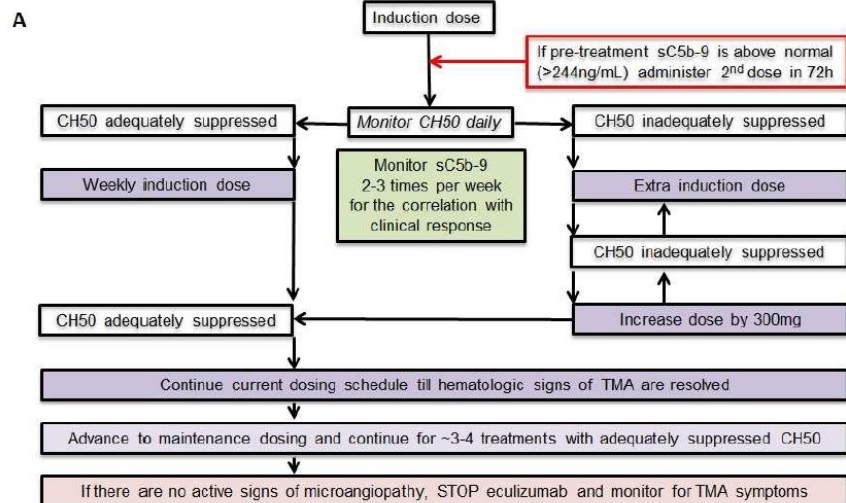 A
Induction dose
If pre-treatment sC5b-9 is above normal
(>244ng/mL) administer 2nd dose in 72h
CH50 adequately suppressed
Monitor CH50 daily
CH50 inadequately suppressed
Monitor sC5b-9
2-3 times per week
for the correlation with
clinical response
Weekly induction dose
Extra induction dose
CH50 inadequately suppressed
CH50 adequately suppressed
Increase dose by 300mg
Continue current dosing schedule till hematologic signs of TMA are resolved
Advance to maintenance dosing and continue for ~3-4 treatments with adequately suppressed CH50
If there are no active signs of microangiopathy, STOP eculizumab and monitor for TMA symptoms